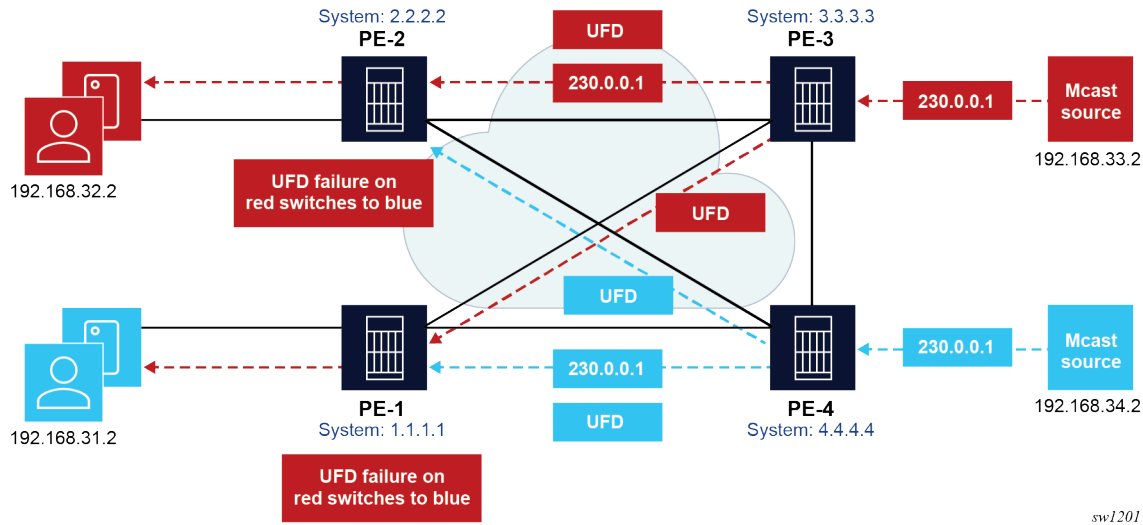 System: 2.2.2.2
PE-2
UFD
System: 3.3.3.3
PE-3
230.0.0.1
230.0.0.1
Mcast
source
192.168.33.2
192.168.32.2
UFD failure on
red switches to blue
UFD
UFD
230.0.0.1
230.0.0.1
Mcast
source
192.168.34.2
192.168.31.2
PE-1
System: 1.1.1.1
UFD
PE-4
System: 4.4.4.4
UFD failure on
red switches to blue
sw1201